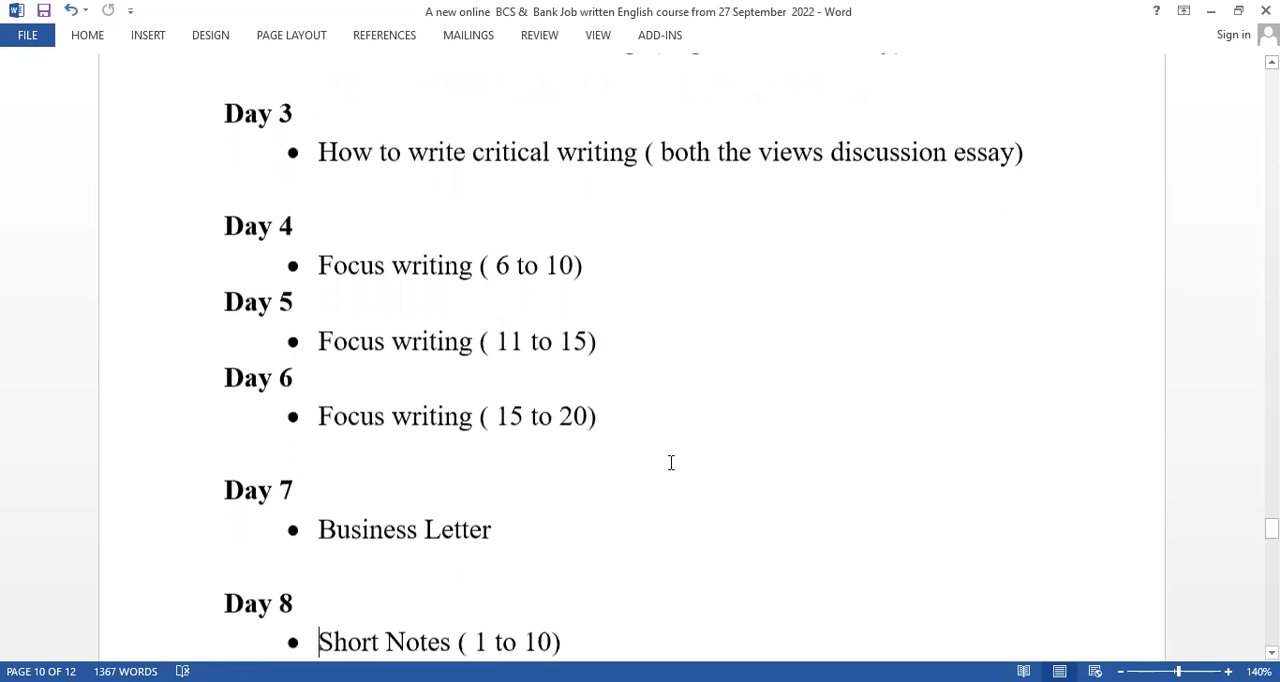 A new online BCS & Bank Job written English course from 27 September 2022 - Word
FILE HOME INSERT DESIGN PAGE LAYOUT REFERENCES MAILINGS REVIEW VIEW ADD-INS Sign in
Day 3
• How to write critical writing ( both the views discussion essay)
Day 4
• Focus writing ( 6 to 10)
Day 5
• Focus writing ( 11 to 15)
Day 6
• Focus writing ( 15 to 20)
Day 7
• Business Letter
Day 8
• Short Notes ( 1 to 10)
PAGE 10 OF 12 1367 WORDS 140%